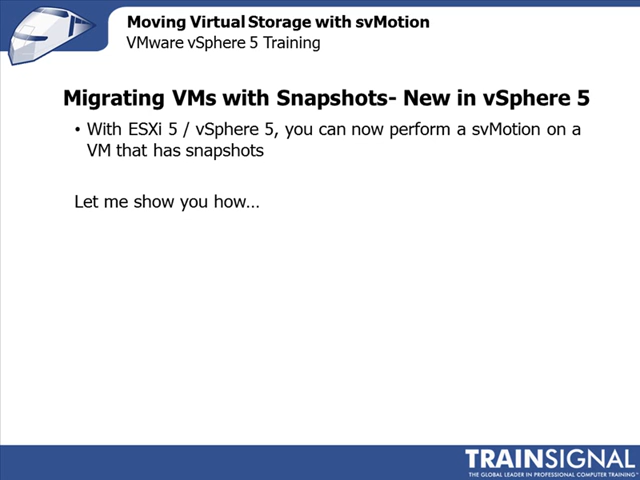 Moving Virtual Storage with svMotion
VMware vSphere 5 Training
Migrating VMs with Snapshots- New in vSphere 5
• With ESXi 5 / vSphere 5, you can now perform a svMotion on a
VM that has snapshots
Let me show you how...
TRAINSIGNAL
THE GLOBAL LEADER IN PROFESSIONAL COMPUTER TRAINING™